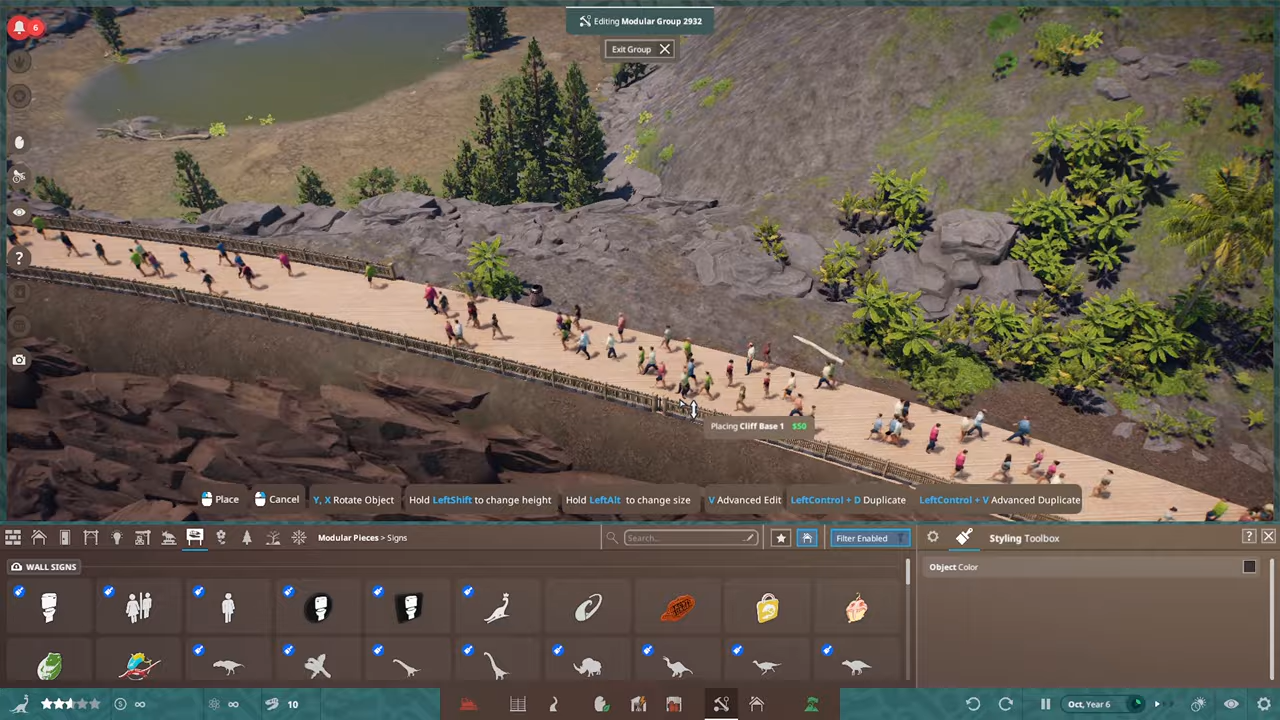 6
Editing Modular Group 2932
Exit Group
?
Placing Cliff Base 1 $50
Place
Cancel
Y, X Rotate Object
Hold LeftShift to change height
Hold LeftAlt to change size
V Advanced Edit
LeftControl + D Duplicate
LeftControl + V Advanced Duplicate
Modular Pieces > Signs
Search...
Filter Enabled
Styling Toolbox
?
WALL SIGNS
Object Color
∞
∞
10
Oct, Year 6